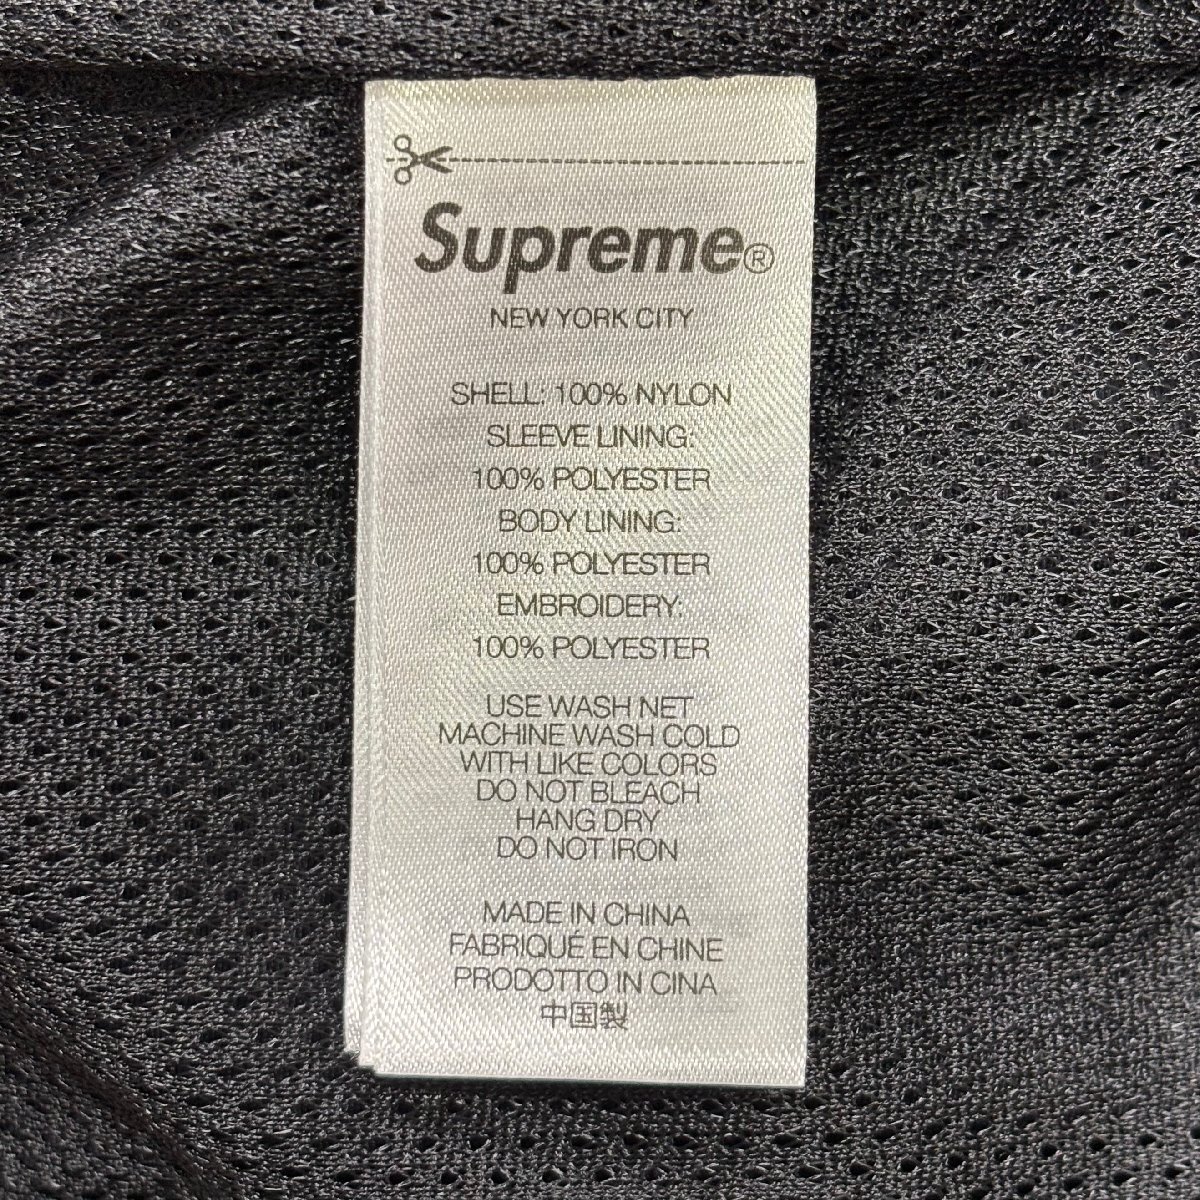 Supreme®
NEW YORK CITY
SHELL: 100% NYLON
SLEEVE LINING:
100% POLYESTER
BODY LINING:
100% POLYESTER
EMBROIDERY:
100% POLYESTER
USE WASH NET
MACHINE WASH COLD
WITH LIKE COLORS
DO NOT BLEACH
HANG DRY
DO NOT IRON
MADE IN CHINA
FABRIQUÉ EN CHINE
PRODOTTO IN CINA
中国製